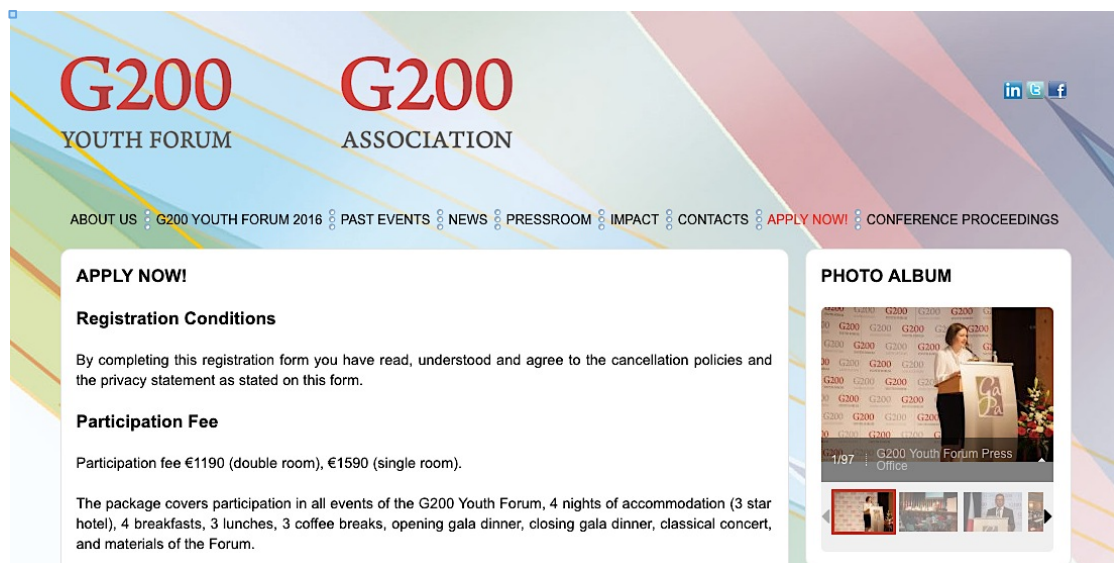 G200
YOUTH FORUM
G200
ASSOCIATION
ABOUT US
G200 YOUTH FORUM 2016
PAST EVENTS
NEWS
PRESSROOM
IMPACT
CONTACTS
APPLY NOW!
CONFERENCE PROCEEDINGS
APPLY NOW!
Registration Conditions
By completing this registration form you have read, understood and agree to the cancellation policies and
the privacy statement as stated on this form.
Participation Fee
Participation fee €1190 (double room), €1590 (single room).
The package covers participation in all events of the G200 Youth Forum, 4 nights of accommodation (3 star
hotel), 4 breakfasts, 3 lunches, 3 coffee breaks, opening gala dinner, closing gala dinner, classical concert,
and materials of the Forum.
PHOTO ALBUM
GaPa
1/97
G200 Youth Forum Press
Office